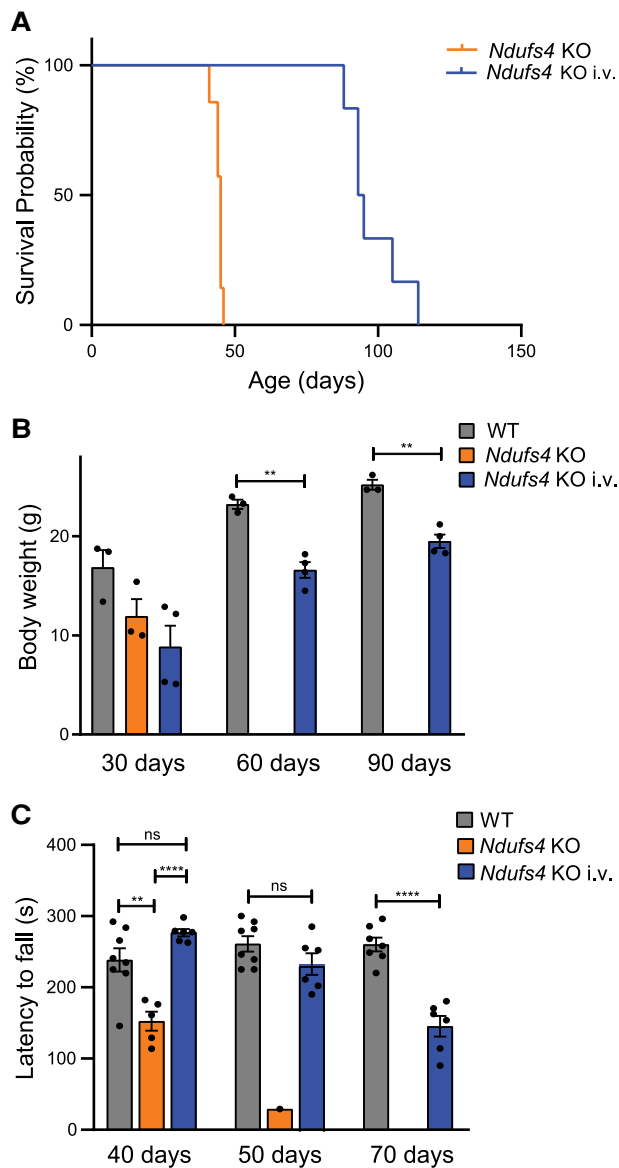 A
Ndufs4 KO
Ndufs4 KO i.v.
Survival Probability (%)
100
50
0
0 50 100 150
Age (days)
B
WT
Ndufs4 KO
Ndufs4 KO i.v.
** **
Body weight (g)
20
10
0
30 days 60 days 90 days
C
WT
Ndufs4 KO
Ndufs4 KO i.v.
Latency to fall (s)
400
300
200
100
0
ns
** ****
ns
****
40 days 50 days 70 days